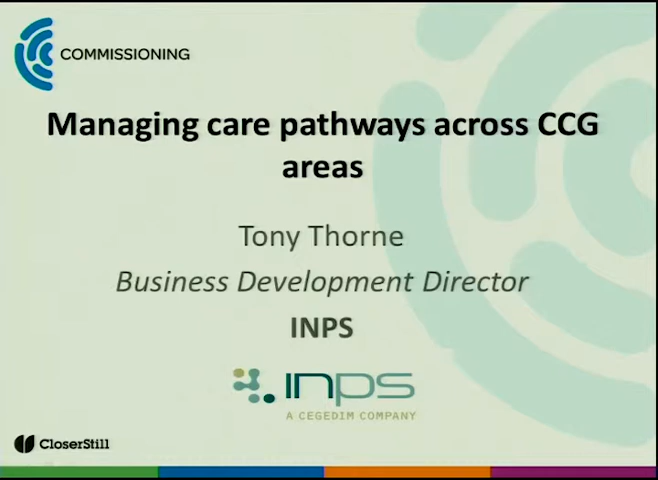 COMMISSIONING
Managing care pathways across CCG
areas
Tony Thorne
Business Development Director
INPS
inps
A CEGEDIM COMPANY
CloserStill